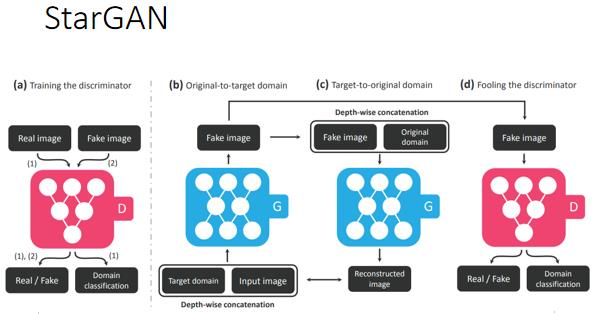 StarGAN
(a) Training the discriminator
(b) Original-to-target domain
(c) Target-to-original domain
(d) Fooling the discriminator
Real image
Fake image
(1)
(2)
D
(1), (2)
(1)
Real / Fake
Domain
classification
Fake image
G
Target domain
Input image
Depth-wise concatenation
Depth-wise concatenation
Fake image
Original
domain
G
Reconstructed
image
Fake image
D
Real / Fake
Domain
classification